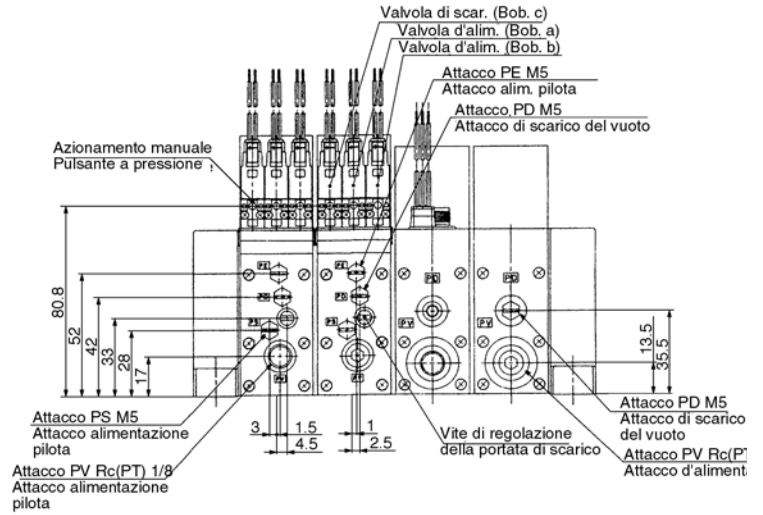 Valvola di scar. (Bob. c)
Valvola d'alim. (Bob. a)
Valvola d'alim. (Bob. b)
Attacco PE M5
Attacco alim. pilota
Attacco PD M5
Attacco di scarico del vuoto
Azionamento manuale
Pulsante a pressione
PE
PE
PD
PD
PD
PD
PS
PS
PV
PV
PV
PV
80.8
52
42
33
28
17
13.5
35.5
3
1.5
4.5
1
2.5
Attacco PS M5
Attacco alimentazione
pilota
Attacco PV Rc(PT) 1/8
Attacco alimentazione
pilota
Vite di regolazione
della portata di scarico
Attacco PD M5
Attacco di scarico
del vuoto
Attacco PV Rc(PT
Attacco d'aliment